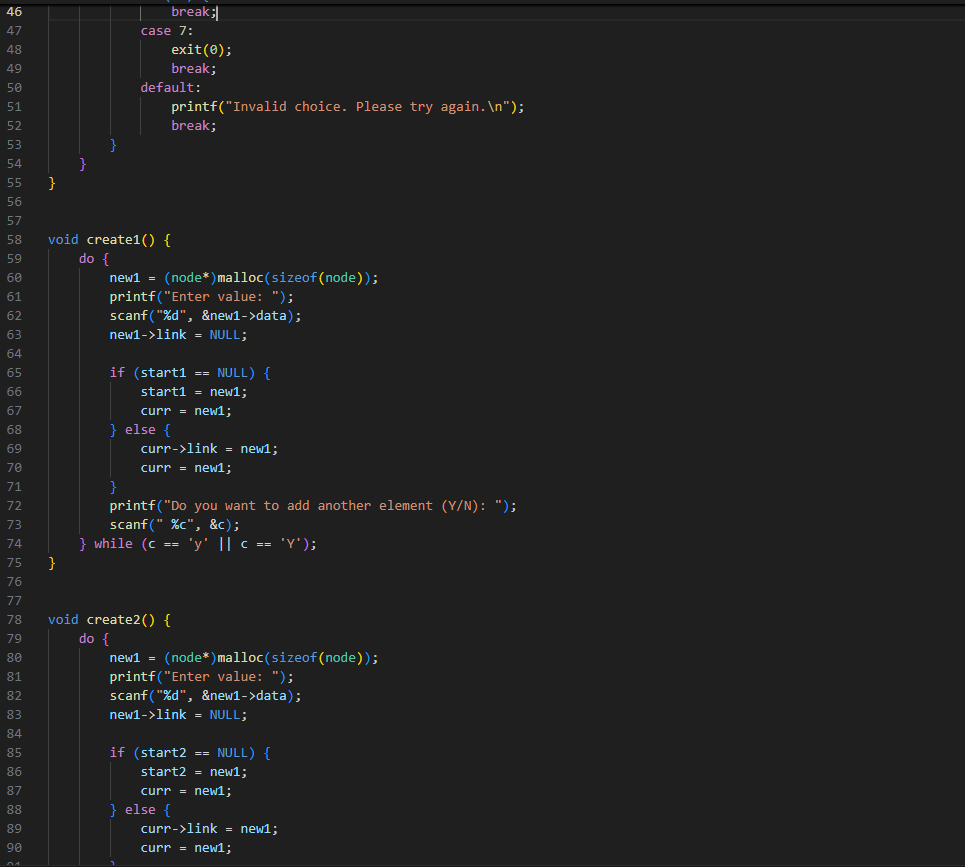 46 break;
47 case 7:
48 exit(0);
49 break;
50 default:
51 printf("Invalid choice. Please try again.\n");
52 break;
53 }
54 }
55 }
56
57
58 void create1() {
59 do {
60 new1 = (node*)malloc(sizeof(node));
61 printf("Enter value: ");
62 scanf("%d", &new1->data);
63 new1->link = NULL;
64
65 if (start1 == NULL) {
66 start1 = new1;
67 curr = new1;
68 } else {
69 curr->link = new1;
70 curr = new1;
71 }
72 printf("Do you want to add another element (Y/N): ");
73 scanf(" %c", &c);
74 } while (c == 'y' || c == 'Y');
75 }
76
77
78 void create2() {
79 do {
80 new1 = (node*)malloc(sizeof(node));
81 printf("Enter value: ");
82 scanf("%d", &new1->data);
83 new1->link = NULL;
84
85 if (start2 == NULL) {
86 start2 = new1;
87 curr = new1;
88 } else {
89 curr->link = new1;
90 curr = new1;